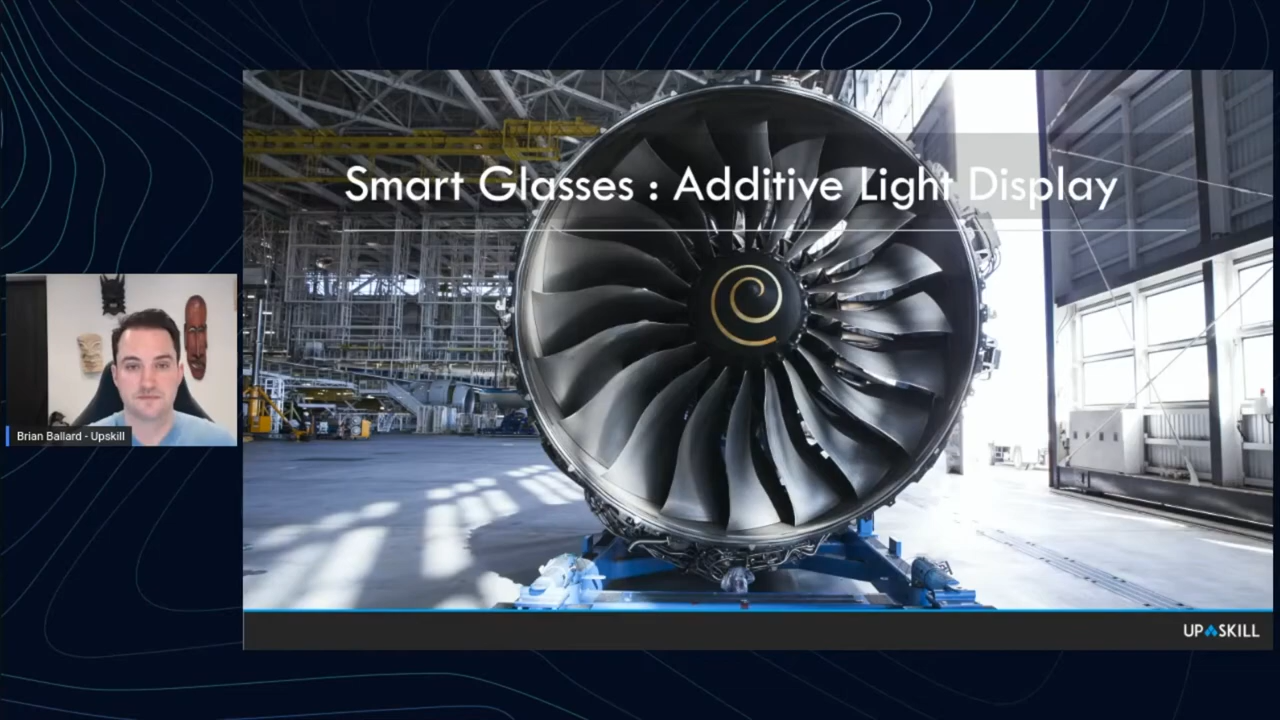 Smart Glasses : Additive Light Display
Brian Ballard - Upskill
UPSKILL